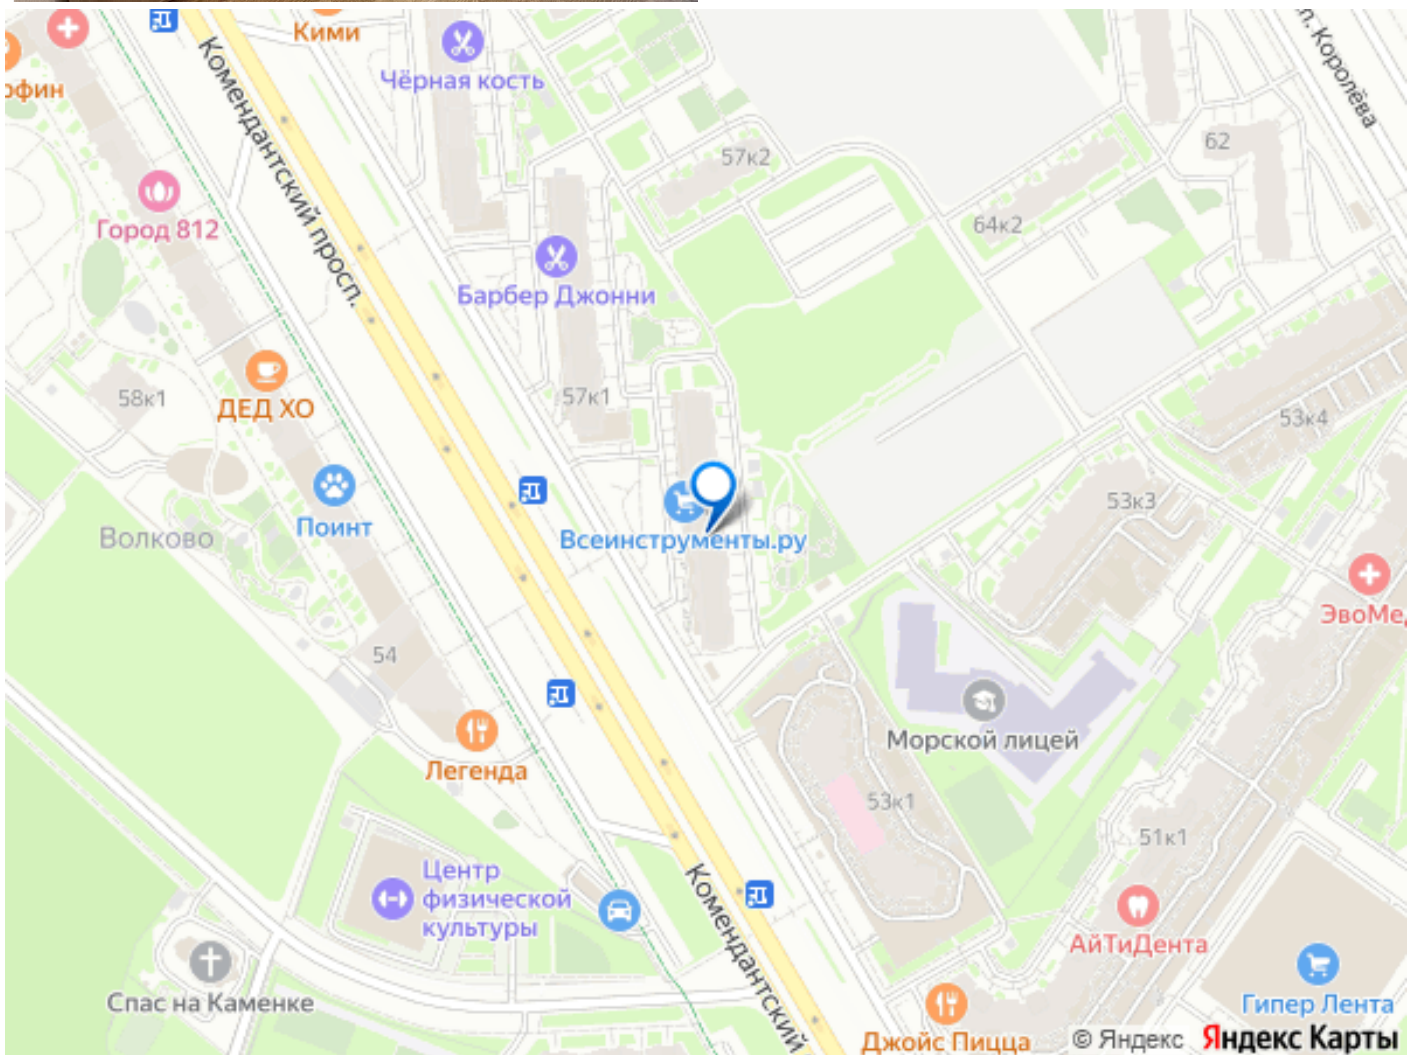 Кими
Чёрная кость
офин
Комендантский просп.
Королёва
62
57к2
64к2
Город 812
Барбер Джонни
58к1
ДЕД ХО
57к1
53к4
53к3
Поинт
Волково
Всеинструменты.ру
ЭвоМед
54
Морской лицей
Легенда
53к1
51к1
Центр
физической
культуры
Комендантский
АйТиДента
Спас на Каменке
Гипер Лента
Джойс Пицца
© Яндекс Яндекс Карты